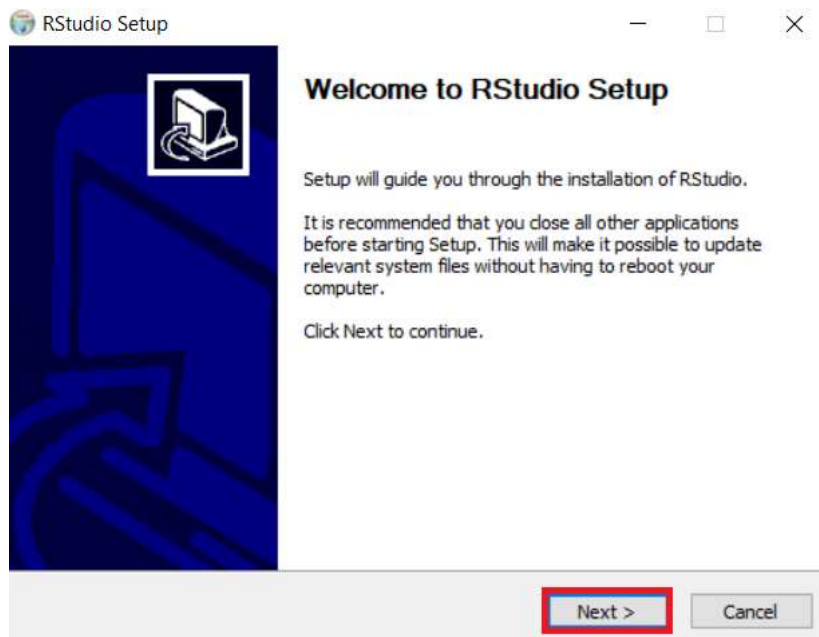 RStudio Setup
Welcome to RStudio Setup
Setup will guide you through the installation of RStudio.
It is recommended that you close all other applications
before starting Setup. This will make it possible to update
relevant system files without having to reboot your
computer.
Click Next to continue.
Next >
Cancel